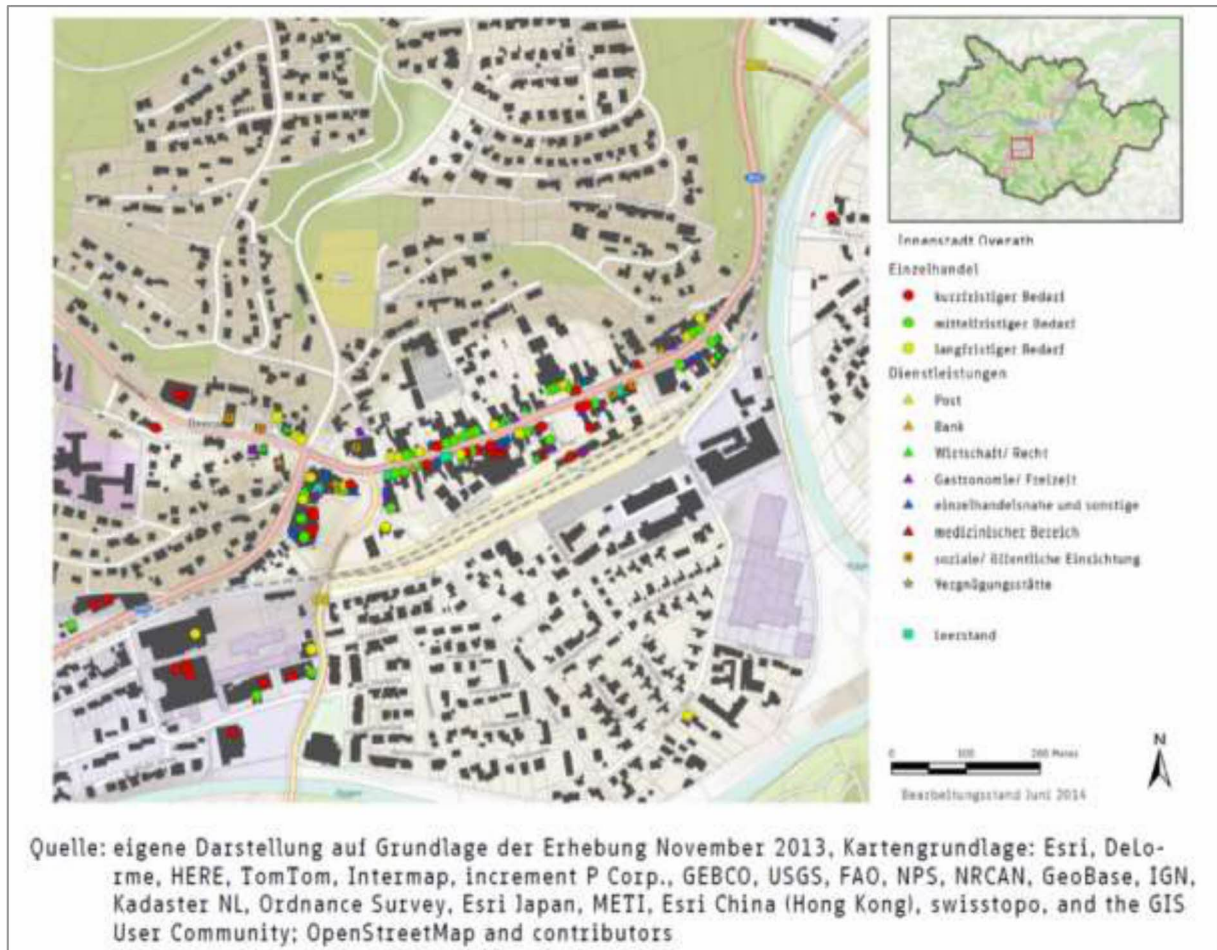 Innenstadt Overath
Einzelhandel
kurzfristiger Bedarf
mittelfristiger Bedarf
langfristiger Bedarf
Dienstleistungen
Post
Bank
Wirtschaft/ Recht
Gastronomie/ Freizeit
einzelhandelsnahe und sonstige
medizinischer Bereich
soziale/ öffentliche Einrichtung
Vergnügungsstätte
Leerstand
0 100 200 Meter
N
Bearbeitungsstand Juni 2014
Quelle: eigene Darstellung auf Grundlage der Erhebung November 2013, Kartengrundlage: Esri, DeLo-
rme, HERE, TomTom, Intermap, increment P Corp., GEBCO, USGS, FAO, NPS, NRCAN, GeoBase, IGN,
Kadaster NL, Ordnance Survey, Esri Japan, METI, Esri China (Hong Kong), swisstopo, and the GIS
User Community; OpenStreetMap and contributors